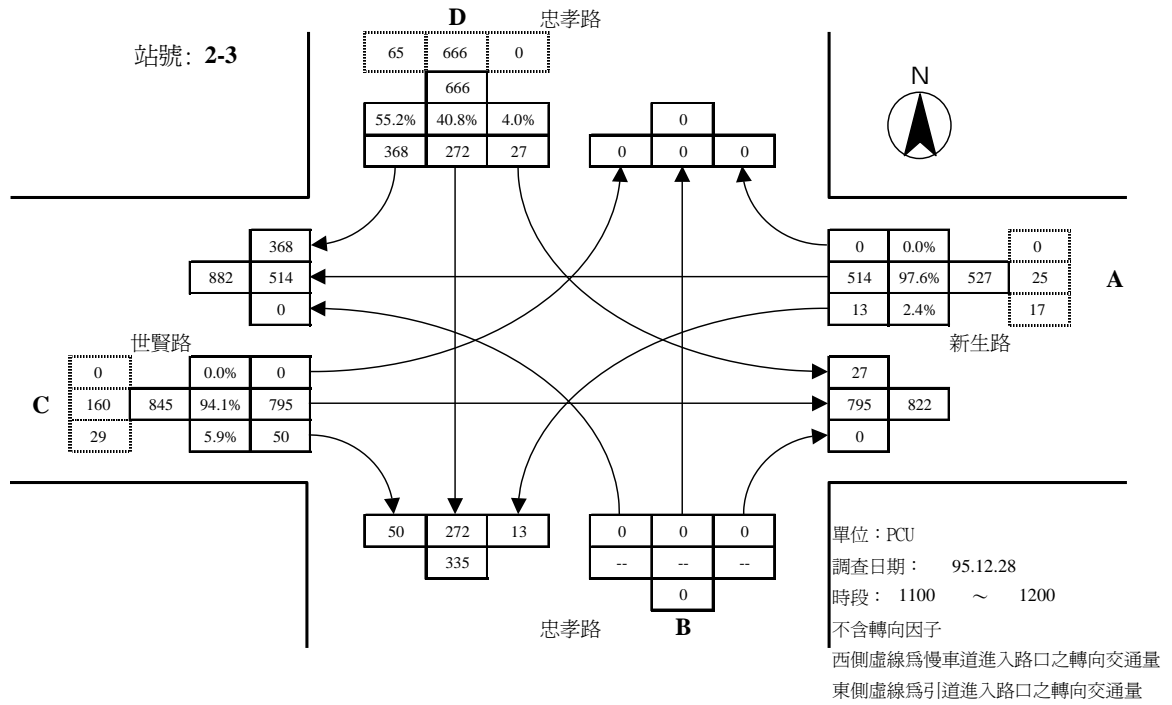 D 忠孝路
站號: 2-3
65 666 0
666
55.2% 40.8% 4.0%
368 272 27
N
0
0 0 0
368
882 514
0
0 0.0% 0
514 97.6% 527 25
13 2.4% 17
A
世賢路
新生路
0 0.0% 0
C 160 845 94.1% 795
29 5.9% 50
27
795 822
0
50 272 13
335
0 0 0
-- -- --
0
忠孝路 B
單位：PCU
調查日期： 95.12.28
時段： 1100 ～ 1200
不含轉向因子
西側虛線爲慢車道進入路口之轉向交通量
東側虛線爲引道進入路口之轉向交通量